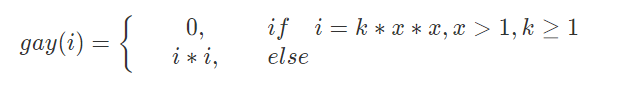 gay(i) = { 0, if i = k * x * x, x > 1, k ≥ 1
i * i, else